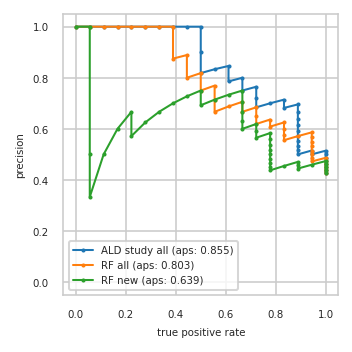 1.0
0.8
0.6
0.4
0.2
0.0
precision
ALD study all (aps: 0.855)
RF all (aps: 0.803)
RF new (aps: 0.639)
0.0 0.2 0.4 0.6 0.8 1.0
true positive rate